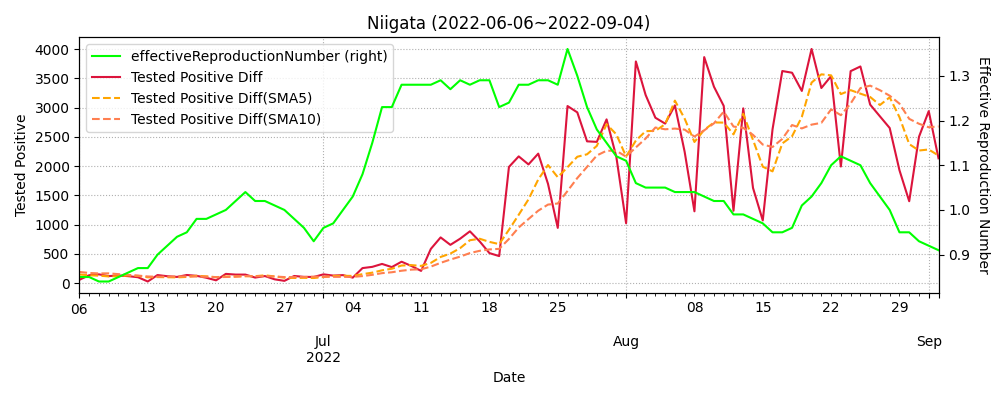 Niigata (2022-06-06~2022-09-04)
effectiveReproductionNumber (right)
Tested Positive Diff
Tested Positive Diff(SMA5)
Tested Positive Diff(SMA10)
Tested Positive
4000
3500
3000
2500
2000
1500
1000
500
0
1.3
1.2
1.1
1.0
0.9
Effective Reproduction Number
06 13 20 27 04 11 18 25 08 15 22 29
Jul Aug Sep
2022
Date